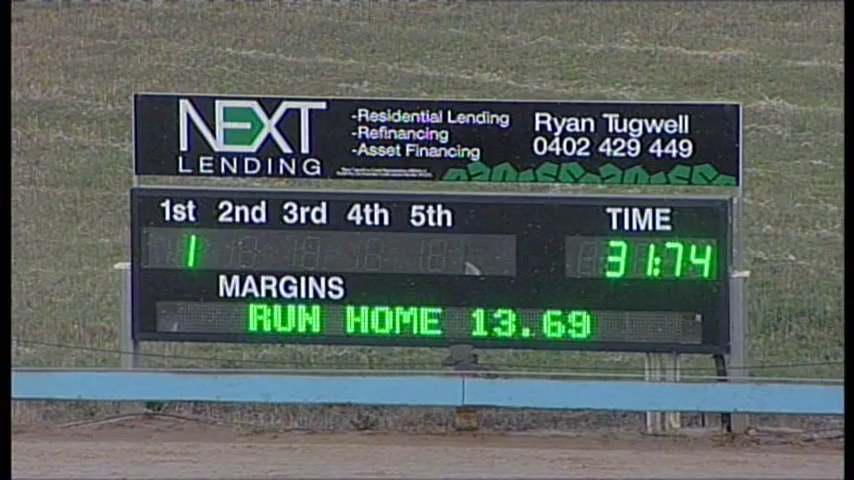 NEXT
LENDING
-Residential Lending
-Refinancing
-Asset Financing
Ryan Tugwell
0402 429 449
1st 2nd 3rd 4th 5th
TIME
1
31:74
MARGINS
RUN HOME 13.69